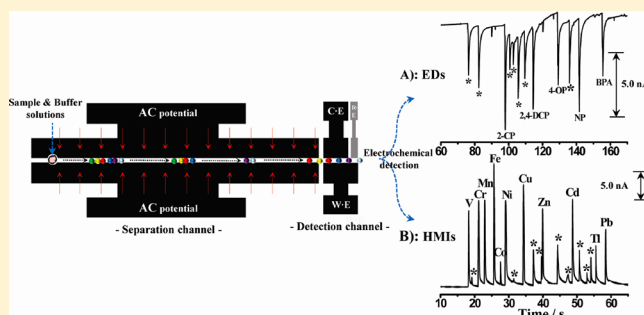 Sample & Buffer
solutions
AC potential
AC potential
C·E
R·E
W·E
Electrochemical
detection
- Separation channel -
- Detection channel -
A): EDs
*
*
2-CP
*
*
*
*
2,4-DCP
4-OP
*
NP
BPA
5.0 nA
60 80 100 120 140 160
B): HMIs
V
*
Cr
Mn
Fe
Co
Ni
*
Cu
*
*
Zn
*
*
Cd
*
*
*
Tl
Pb
5.0 nA
10 20 30 40 50 60
Time / s